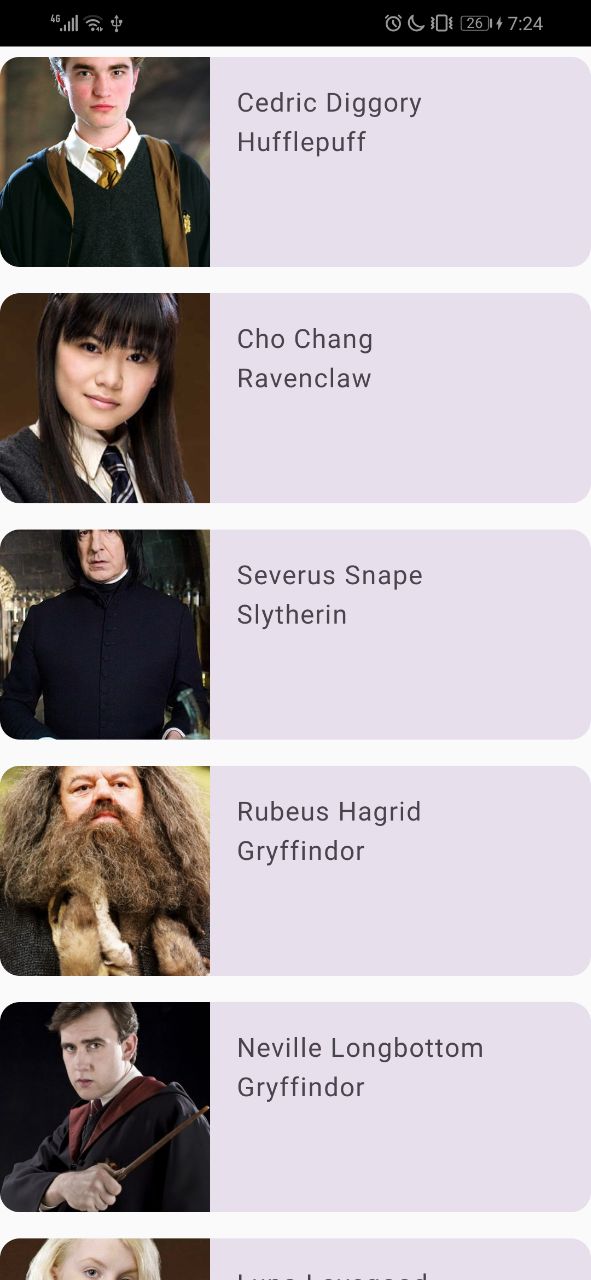 4G 26 7:24
Cedric Diggory
Hufflepuff
Cho Chang
Ravenclaw
Severus Snape
Slytherin
Rubeus Hagrid
Gryffindor
Neville Longbottom
Gryffindor